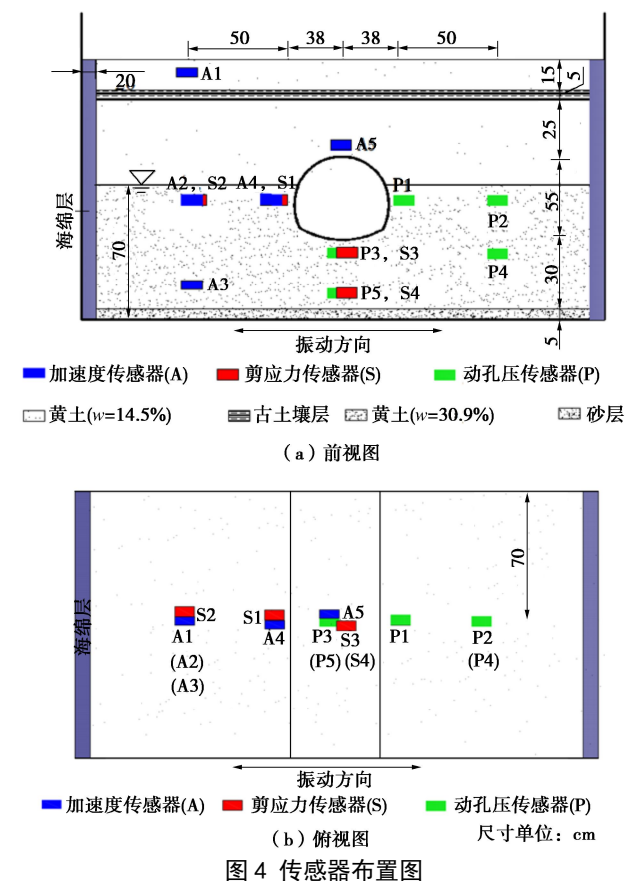 50 38 38 50
20 A1 15 5
25
A5
A2，S2 A4，S1 P1
海绵层 70 P2 55
P3，S3 P4
A3 P5，S4 30
振动方向 5
加速度传感器(A) 剪应力传感器(S) 动孔压传感器(P)
黄土(w=14.5%) 古土壤层 黄土(w=30.9%) 砂层
（a）前视图
70
海绵层
S2 S1 A5
A1 A4 P3 S3 P1 P2
(A2) (P5) (S4) (P4)
(A3)
振动方向
加速度传感器(A) 剪应力传感器(S) 动孔压传感器(P)
（b）俯视图 尺寸单位：cm
图 4 传感器布置图